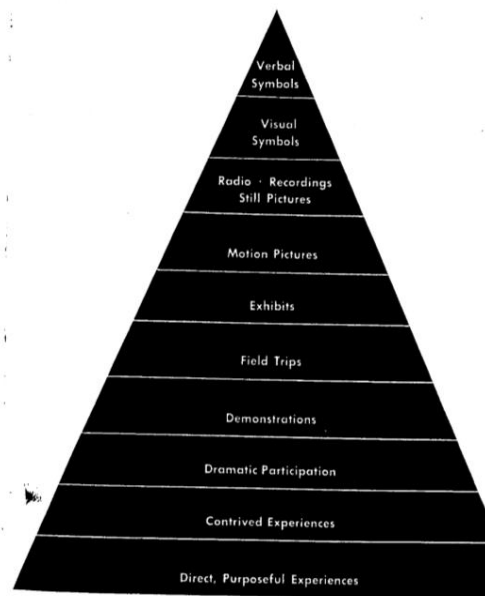 Verbal
Symbols
Visual
Symbols
Radio · Recordings
Still Pictures
Motion Pictures
Exhibits
Field Trips
Demonstrations
Dramatic Participation
Contrived Experiences
Direct, Purposeful Experiences